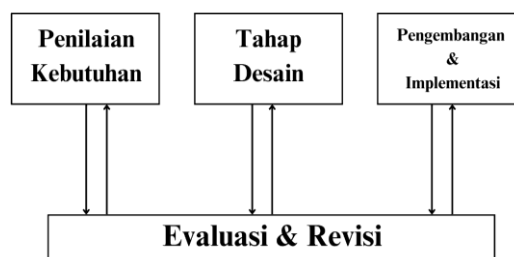 Penilaian
Kebutuhan
Tahap
Desain
Pengembangan
&
Implementasi
Evaluasi & Revisi